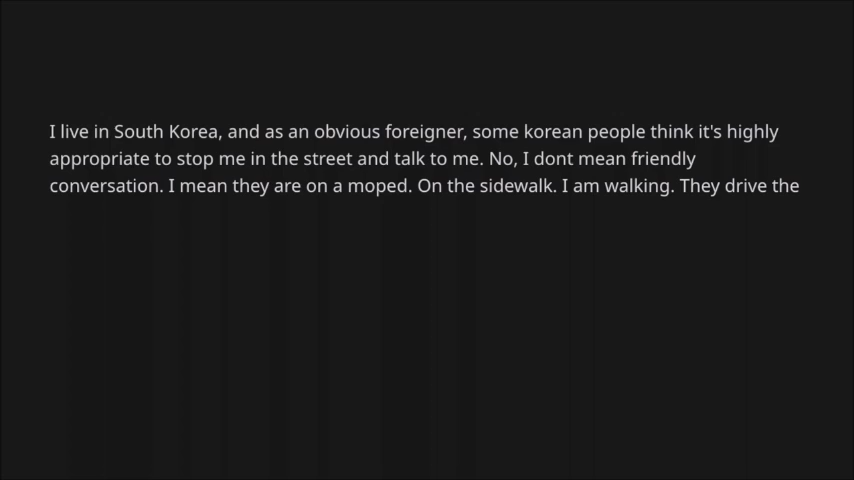 I live in South Korea, and as an obvious foreigner, some korean people think it's highly
appropriate to stop me in the street and talk to me. No, I dont mean friendly
conversation. I mean they are on a moped. On the sidewalk. I am walking. They drive the